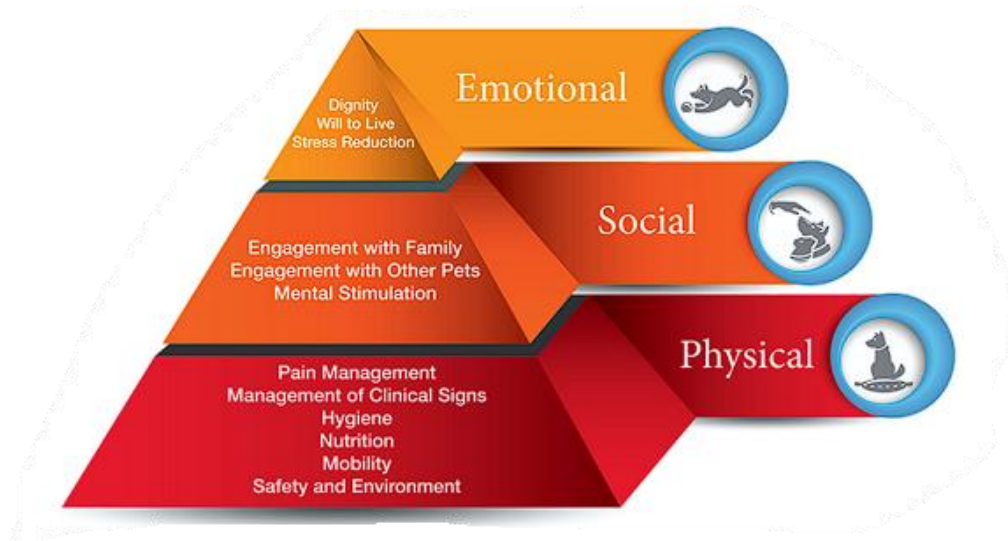 Emotional
Dignity
Will to Live
Stress Reduction
Social
Engagement with Family
Engagement with Other Pets
Mental Stimulation
Physical
Pain Management
Management of Clinical Signs
Hygiene
Nutrition
Mobility
Safety and Environment